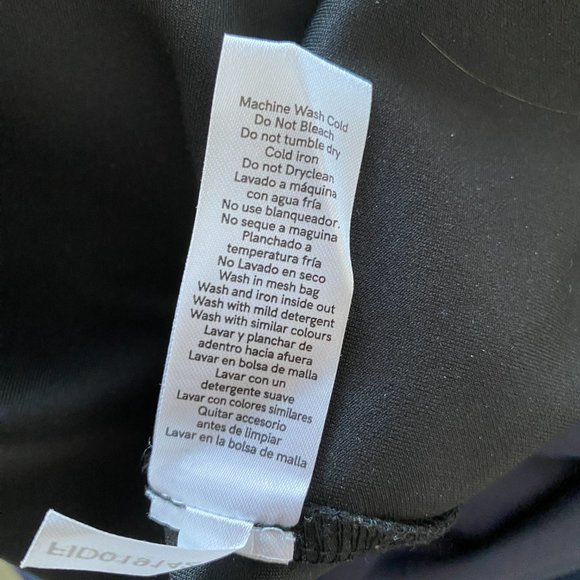 Machine Wash Cold
Do Not Bleach
Do not tumble dry
Cold iron
Do not Dryclean
Lavado a máquina
con agua fría
No use blanqueador.
No seque a maguina
Planchado a
temperatura fría
No Lavado en seco
Wash in mesh bag
Wash and iron inside out
Wash with mild detergent
Wash with similar colours
Lavar y planchar de
adentro hacia afuera
Lavar en bolsa de malla
Lavar con un
detergente suave
Lavar con colores similares
Quitar accesorio
antes de limpiar
Lavar en la bolsa de malla